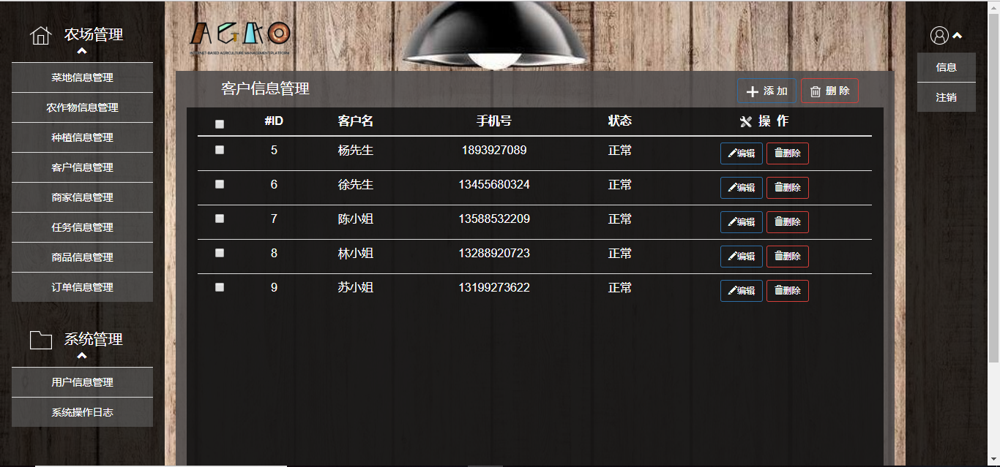 农场管理
菜地信息管理
农作物信息管理
种植信息管理
客户信息管理
商家信息管理
任务信息管理
商品信息管理
订单信息管理
系统管理
用户信息管理
系统操作日志
AGAO
INTERNET-BASED AGRICULTURE MANAGEMENT PLATFORM
客户信息管理
添加 删除
#ID 客户名 手机号 状态 操作
5 杨先生 1893927089 正常 编辑 删除
6 徐先生 13455680324 正常 编辑 删除
7 陈小姐 13588532209 正常 编辑 删除
8 林小姐 13288920723 正常 编辑 删除
9 苏小姐 13199273622 正常 编辑 删除
信息
注销